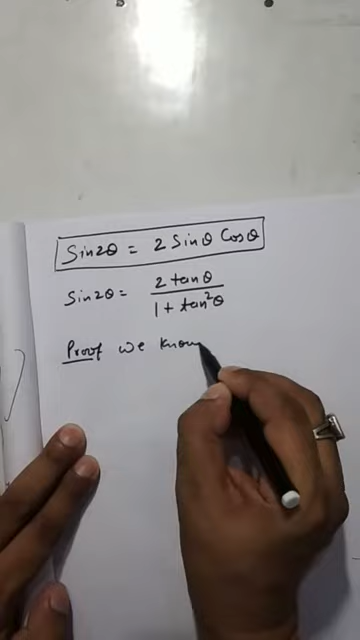 Sin2θ = 2 Sinθ Cosθ
Sin2θ = 2 tanθ / 1 + tan²θ
Proof we know